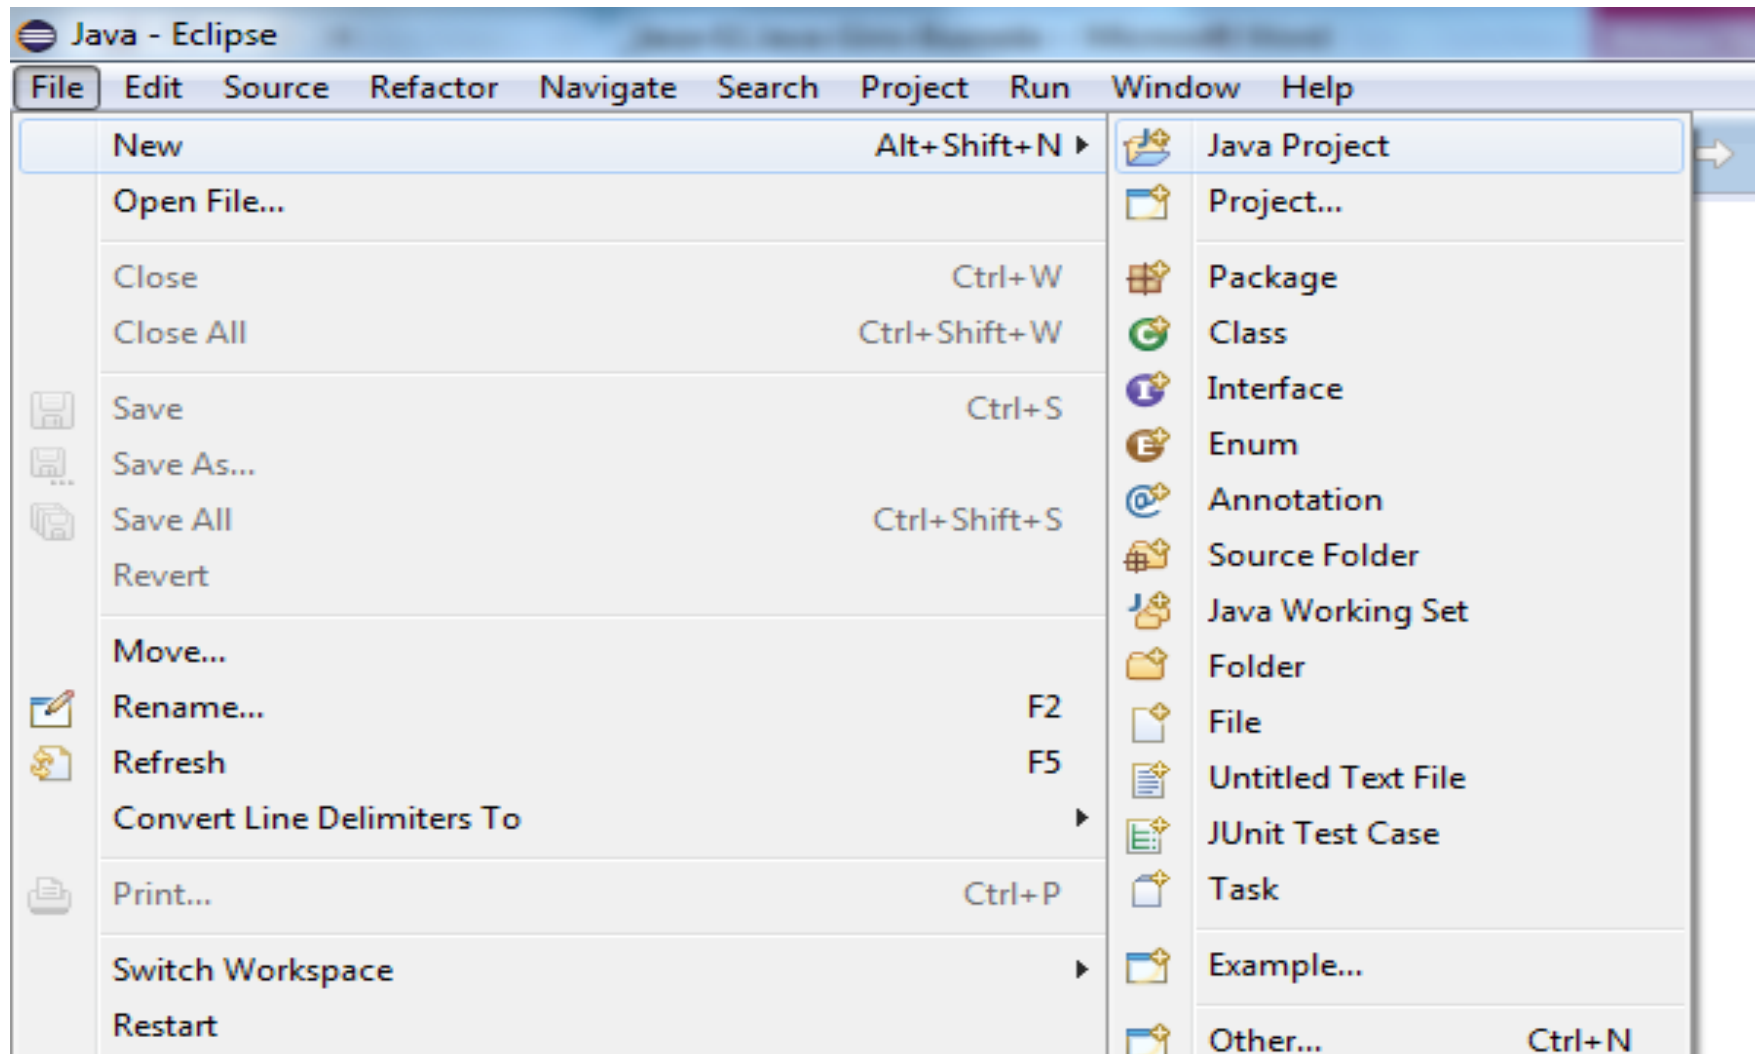 Java - Eclipse
File Edit Source Refactor Navigate Search Project Run Window Help
New Alt+Shift+N
Open File...
Close Ctrl+W
Close All Ctrl+Shift+W
Save Ctrl+S
Save As...
Save All Ctrl+Shift+S
Revert
Move...
Rename... F2
Refresh F5
Convert Line Delimiters To
Print... Ctrl+P
Switch Workspace
Restart
Java Project
Project...
Package
Class
Interface
Enum
Annotation
Source Folder
Java Working Set
Folder
File
Untitled Text File
JUnit Test Case
Task
Example...
Other... Ctrl+N